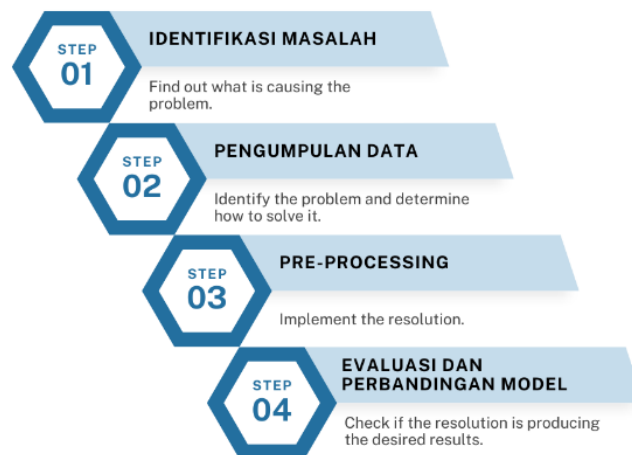 STEP
01
IDENTIFIKASI MASALAH
Find out what is causing the
problem.
STEP
02
PENGUMPULAN DATA
Identify the problem and determine
how to solve it.
STEP
03
PRE-PROCESSING
Implement the resolution.
STEP
04
EVALUASI DAN
PERBANDINGAN MODEL
Check if the resolution is producing
the desired results.